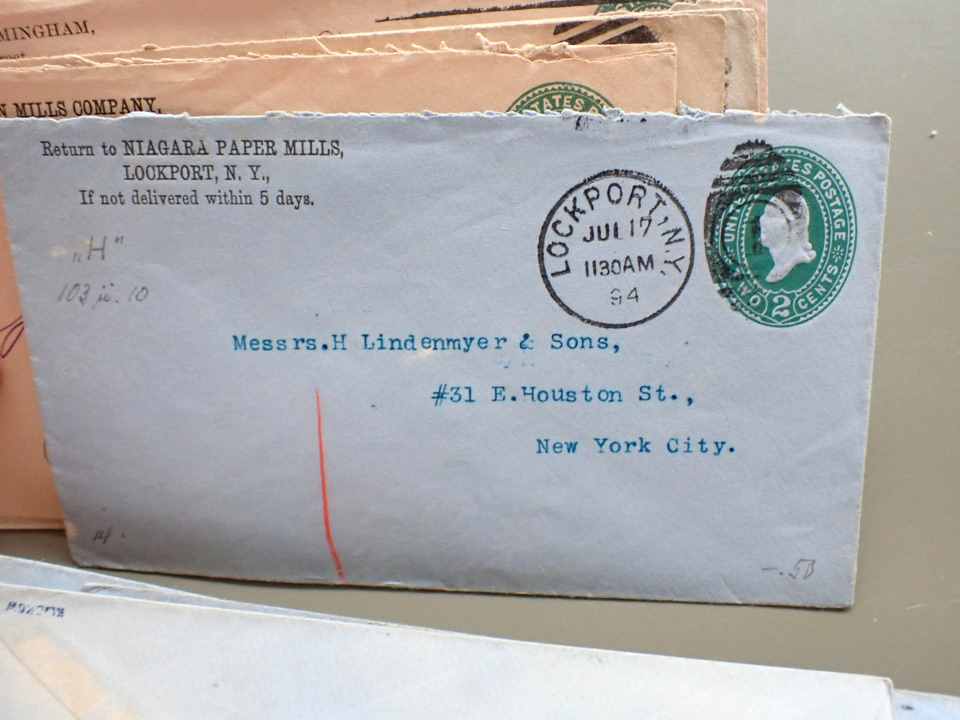 MINGHAM,
N MILLS COMPANY,
STATES
Return to NIAGARA PAPER MILLS,
LOCKPORT, N. Y.,
If not delivered within 5 days.
"H"
LOCKPORT, N.Y.
JUL 17
1130AM
94
UNITED STATES POSTAGE
TWO 2 CENTS
Messrs.H Lindenmyer & Sons,
#31 E.Houston St.,
New York City.